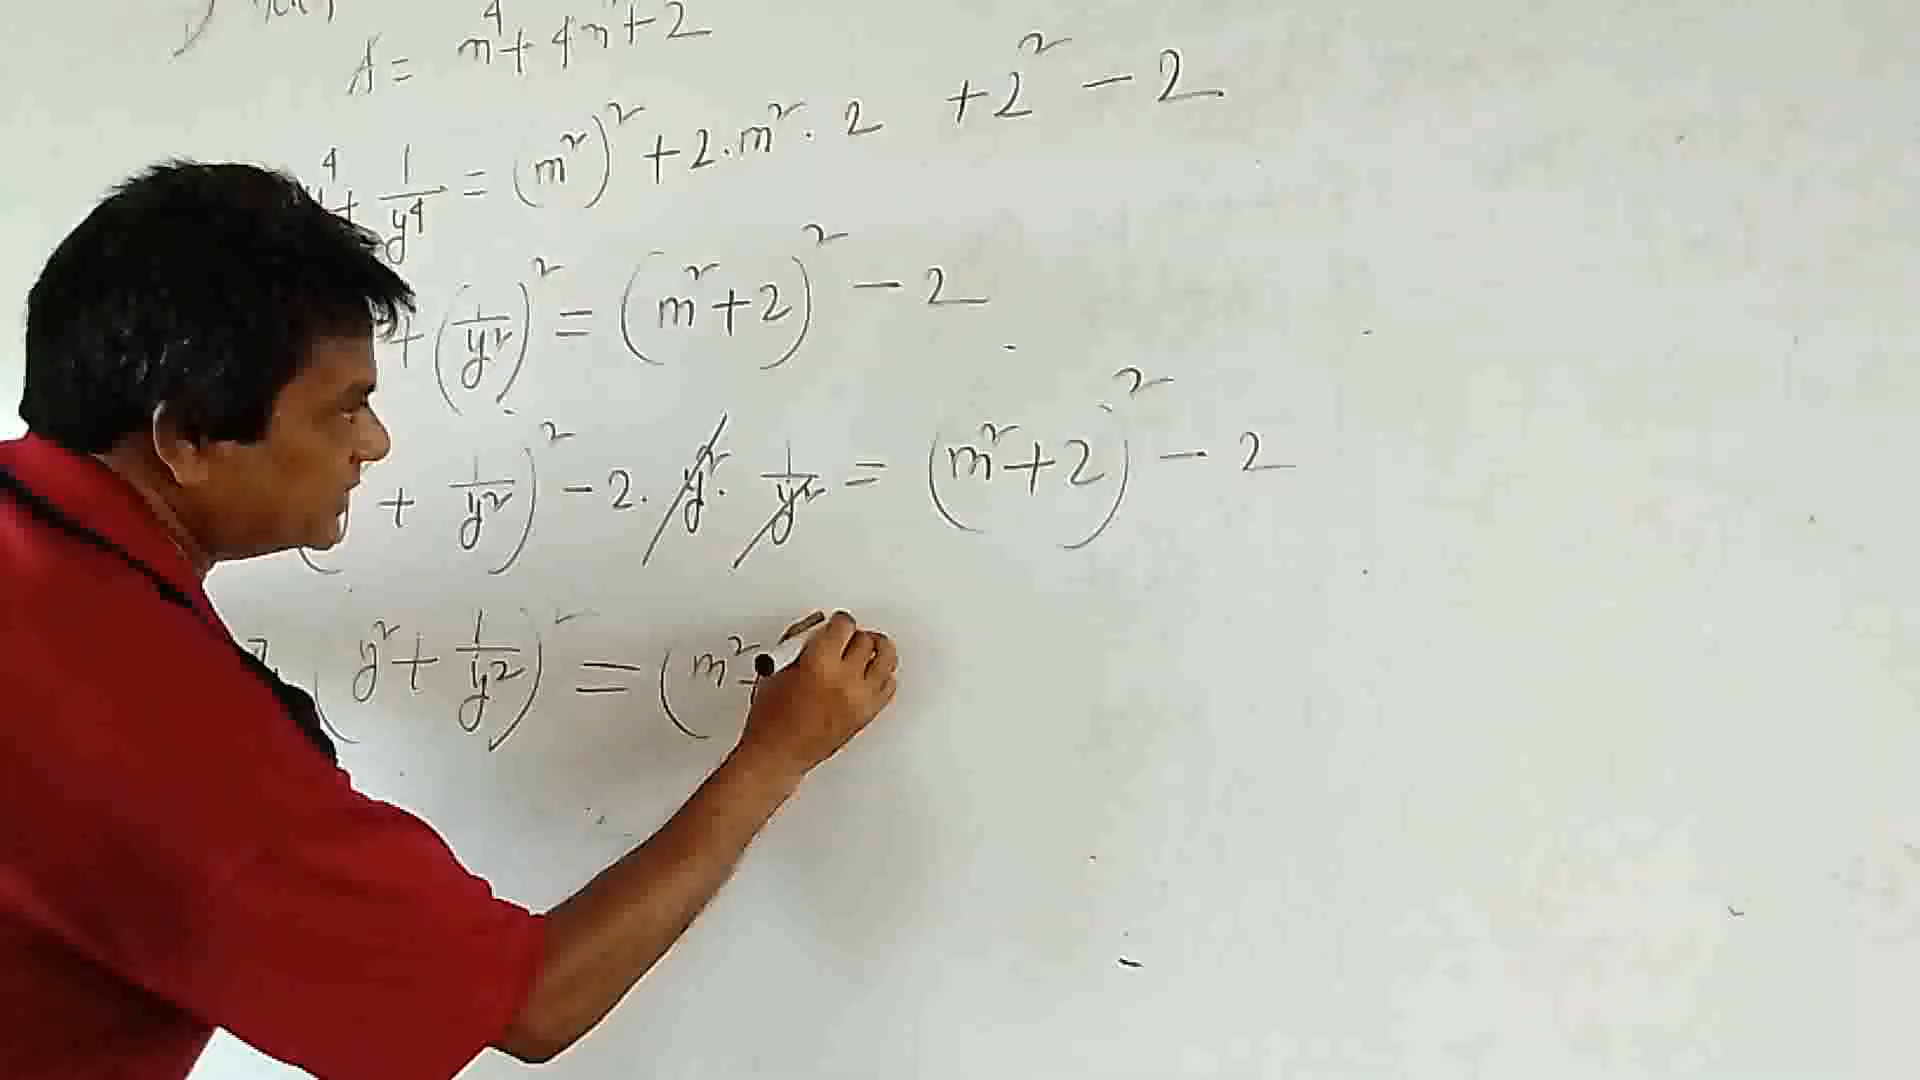 A = m⁴ + 4m² + 2
y⁴ + 1/y⁴ = (m²)² + 2.m². 2 + 2² - 2
+ (1/y²)² = (m² + 2)² - 2
( + 1/y²)² - 2. y². 1/y² = (m² + 2)² - 2
(y² + 1/y²)² = (m² +